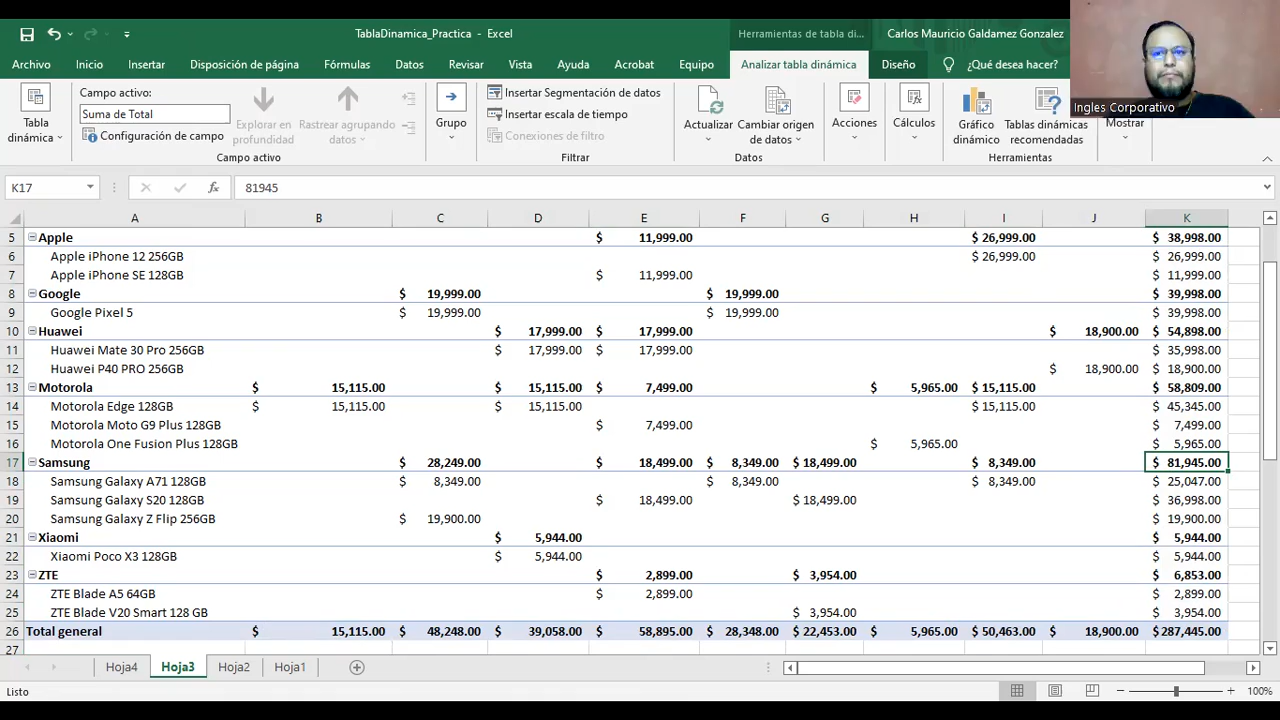 TablaDinamica_Practica - Excel
Herramientas de tabla di...
Carlos Mauricio Galdamez Gonzalez
Archivo Inicio Insertar Disposición de página Fórmulas Datos Revisar Vista Ayuda Acrobat Equipo Analizar tabla dinámica Diseño ¿Qué desea hacer?
Ingles Corporativo
Tabla dinámica
Campo activo:
Suma de Total
Configuración de campo
Explorar en profundidad
Rastrear agrupando datos
Campo activo
Grupo
Insertar Segmentación de datos
Insertar escala de tiempo
Conexiones de filtro
Filtrar
Actualizar
Cambiar origen de datos
Datos
Acciones
Cálculos
Gráfico dinámico
Tablas dinámicas recomendadas
Herramientas
Mostrar
K17 fx 81945
A B C D E F G H I J K
5 Apple $ 11,999.00 $ 26,999.00 $ 38,998.00
6 Apple iPhone 12 256GB $ 26,999.00 $ 26,999.00
7 Apple iPhone SE 128GB $ 11,999.00 $ 11,999.00
8 Google $ 19,999.00 $ 19,999.00 $ 39,998.00
9 Google Pixel 5 $ 19,999.00 $ 19,999.00 $ 39,998.00
10 Huawei $ 17,999.00 $ 17,999.00 $ 18,900.00 $ 54,898.00
11 Huawei Mate 30 Pro 256GB $ 17,999.00 $ 17,999.00 $ 35,998.00
12 Huawei P40 PRO 256GB $ 18,900.00 $ 18,900.00
13 Motorola $ 15,115.00 $ 15,115.00 $ 7,499.00 $ 5,965.00 $ 15,115.00 $ 58,809.00
14 Motorola Edge 128GB $ 15,115.00 $ 15,115.00 $ 15,115.00 $ 45,345.00
15 Motorola Moto G9 Plus 128GB $ 7,499.00 $ 7,499.00
16 Motorola One Fusion Plus 128GB $ 5,965.00 $ 5,965.00
17 Samsung $ 28,249.00 $ 18,499.00 $ 8,349.00 $ 18,499.00 $ 8,349.00 $ 81,945.00
18 Samsung Galaxy A71 128GB $ 8,349.00 $ 8,349.00 $ 8,349.00 $ 25,047.00
19 Samsung Galaxy S20 128GB $ 18,499.00 $ 18,499.00 $ 36,998.00
20 Samsung Galaxy Z Flip 256GB $ 19,900.00 $ 19,900.00
21 Xiaomi $ 5,944.00 $ 5,944.00
22 Xiaomi Poco X3 128GB $ 5,944.00 $ 5,944.00
23 ZTE $ 2,899.00 $ 3,954.00 $ 6,853.00
24 ZTE Blade A5 64GB $ 2,899.00 $ 2,899.00
25 ZTE Blade V20 Smart 128 GB $ 3,954.00 $ 3,954.00
26 Total general $ 15,115.00 $ 48,248.00 $ 39,058.00 $ 58,895.00 $ 28,348.00 $ 22,453.00 $ 5,965.00 $ 50,463.00 $ 18,900.00 $ 287,445.00
27
Hoja4 Hoja3 Hoja2 Hoja1
Listo
100%